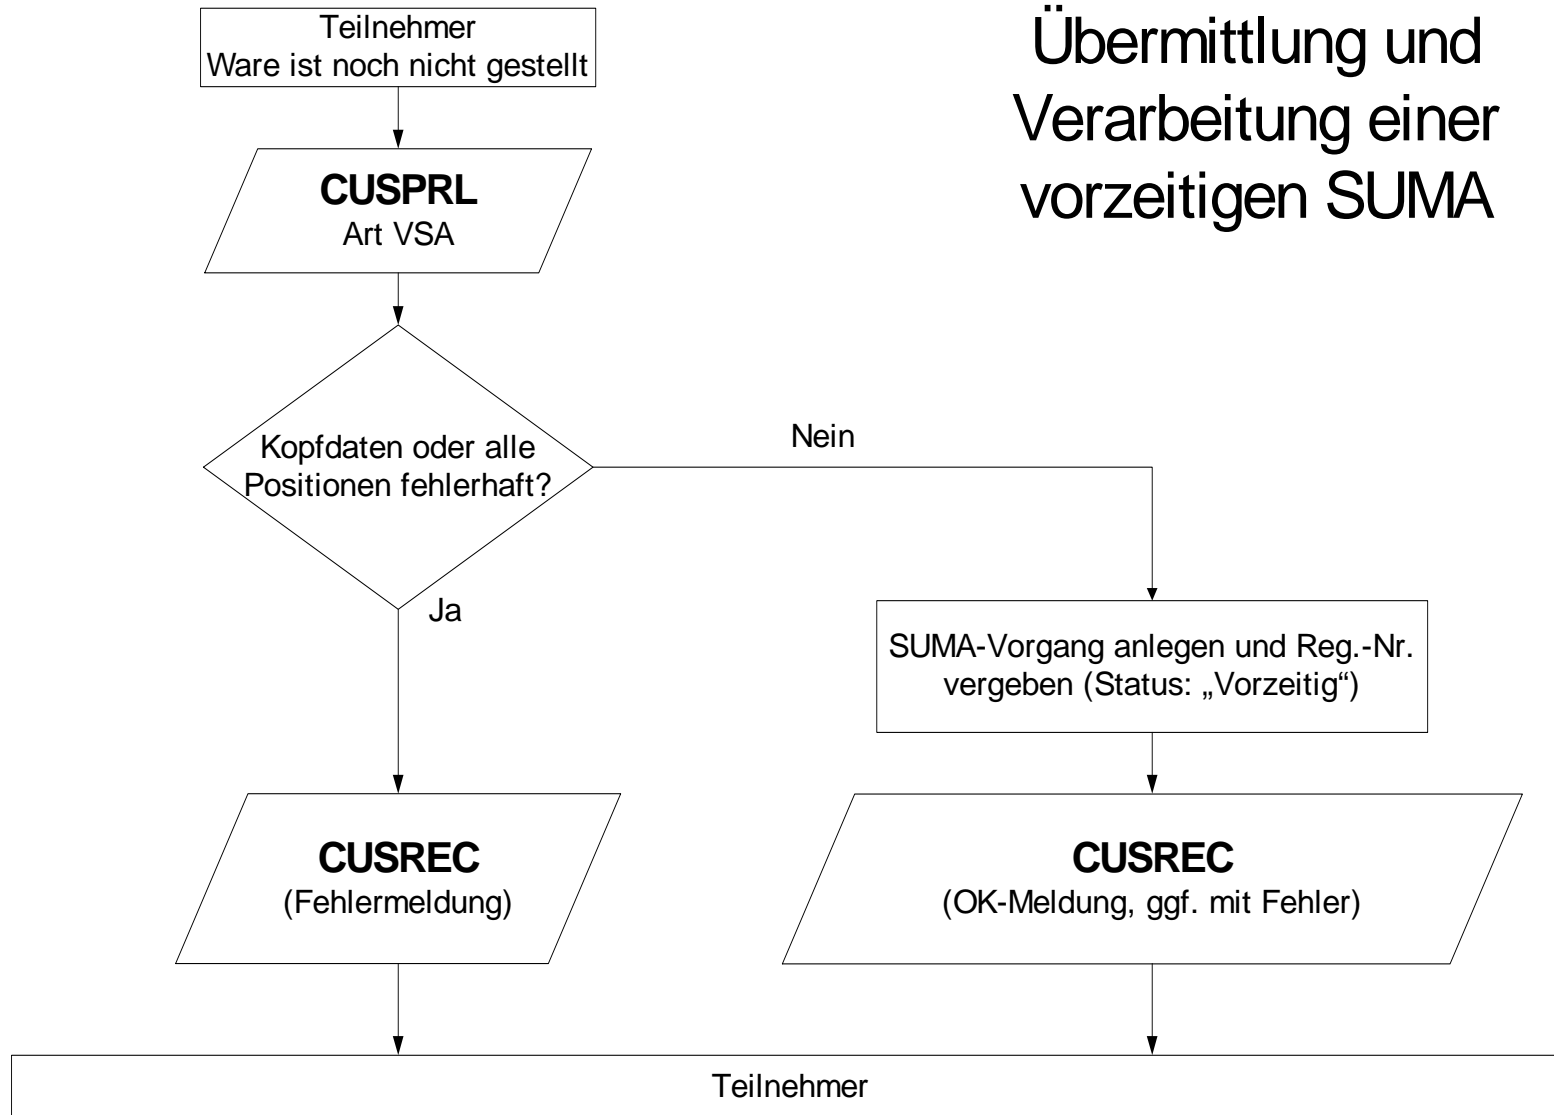 Übermittlung und
Verarbeitung einer
vorzeitigen SUMA
Teilnehmer
Ware ist noch nicht gestellt
CUSPRL
Art VSA
Kopfdaten oder alle
Positionen fehlerhaft?
Nein
Ja
SUMA-Vorgang anlegen und Reg.-Nr.
vergeben (Status: „Vorzeitig“)
CUSREC
(Fehlermeldung)
CUSREC
(OK-Meldung, ggf. mit Fehler)
Teilnehmer